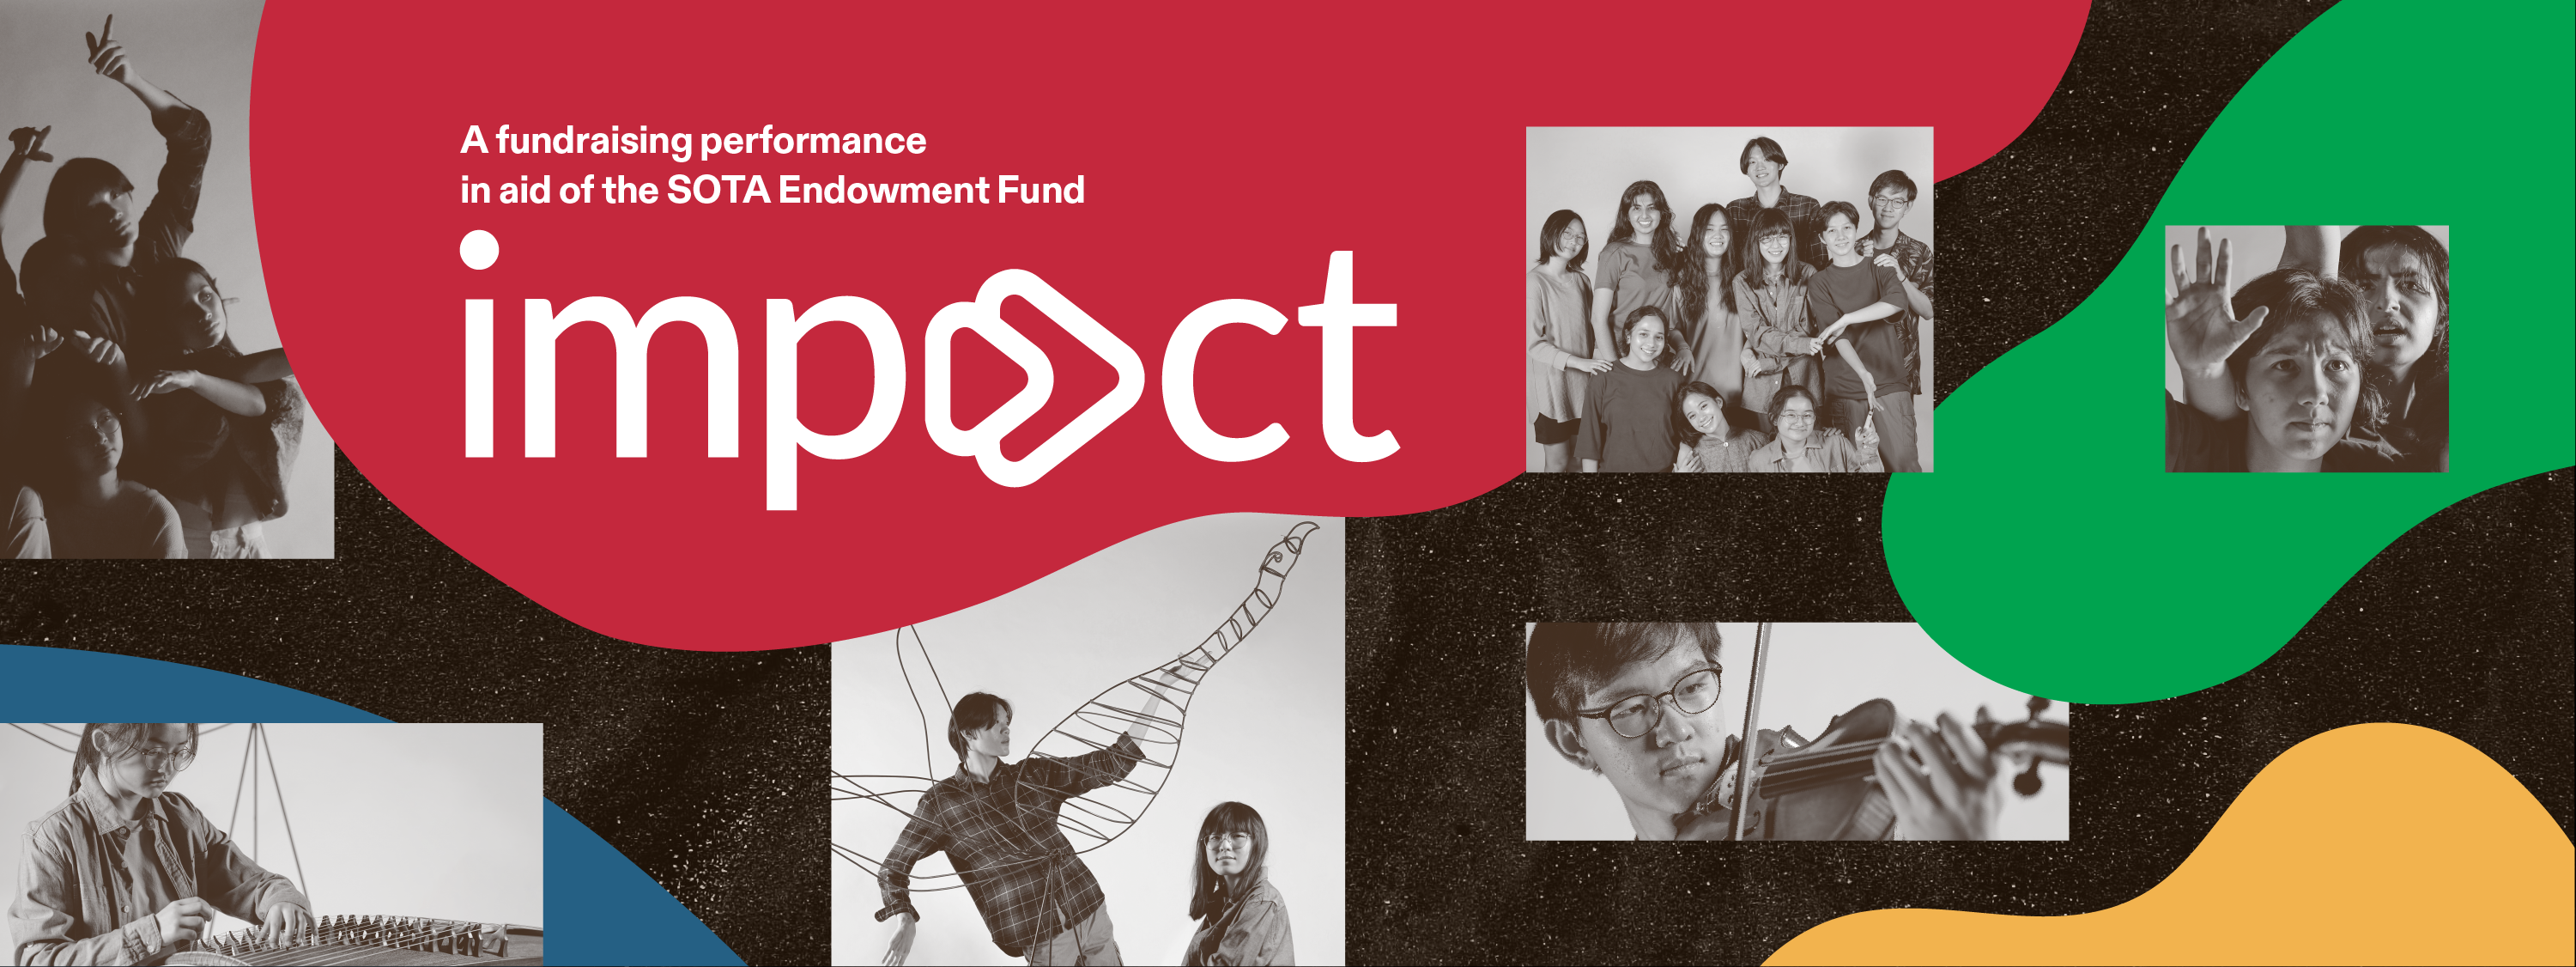 A fundraising performance
in aid of the SOTA Endowment Fund
impact